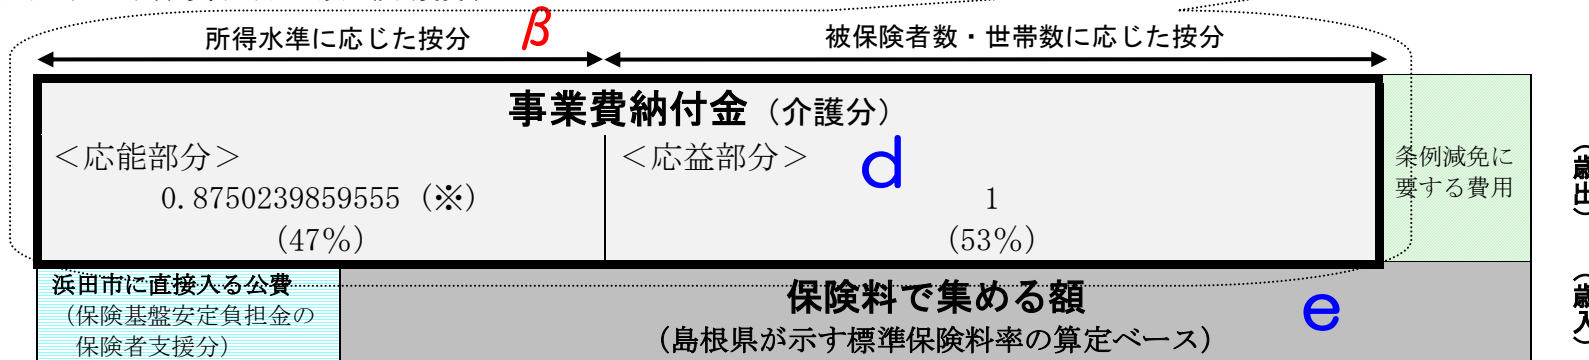 所得水準に応じた按分 β
被保険者数・世帯数に応じた按分
事業費納付金（介護分）
＜応能部分＞
0.8750239859555（※）
（47％）
＜応益部分＞ d
1
（53％）
条例減免に
要する費用
（歳出）
浜田市に直接入る公費
（保険基盤安定負担金の
保険者支援分）
保険料で集める額
（島根県が示す標準保険料率の算定ベース）
e
（歳入）